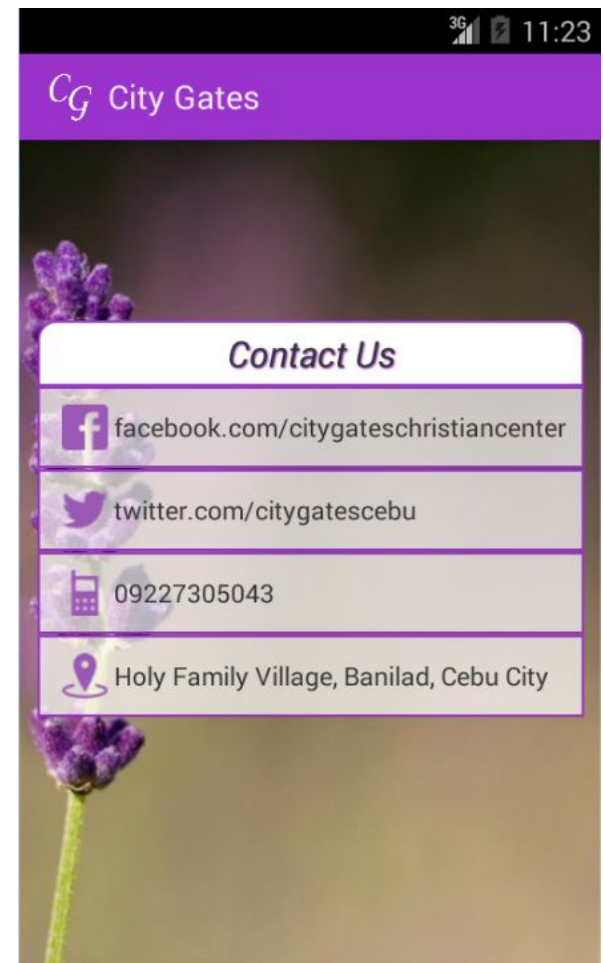 3G 11:23
CG City Gates
Contact Us
facebook.com/citygateschristiancenter
twitter.com/citygatescebu
09227305043
Holy Family Village, Banilad, Cebu City